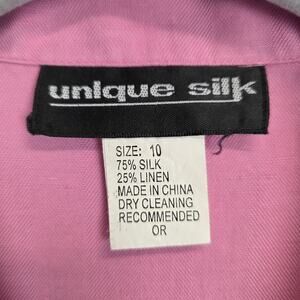 unique silk
SIZE: 10
75% SILK
25% LINEN
MADE IN CHINA
DRY CLEANING
RECOMMENDED
OR